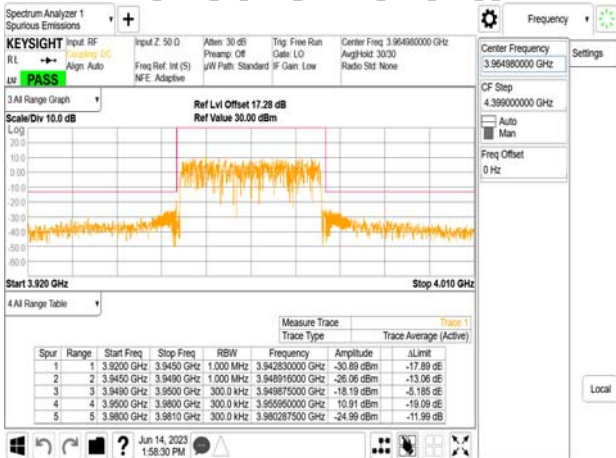 Spectrum Analyzer 1
Spurious Emissions
Frequency
KEYSIGHT
RL
PASS
Input: RF
Coupling: DC
Align: Auto
Input Z: 50 Ω
Freq Ref: Int (S)
NFE: Adaptive
Atten: 30 dB
Preamp: Off
µW Path: Standard
Trig: Free Run
Gate: LO
IF Gain: Low
Center Freq: 3.964980000 GHz
Avg|Hold: 30/30
Radio Std: None
Center Frequency
3.964980000 GHz
Settings
CF Step
4.399000000 GHz
Auto
Man
Freq Offset
0 Hz
Local
3 All Range Graph
Scale/Div 10.0 dB
Ref Lvl Offset 17.28 dB
Ref Value 30.00 dBm
Log
20.0
10.0
0.00
-10.0
-20.0
-30.0
-40.0
-50.0
-60.0
Start 3.920 GHz
Stop 4.010 GHz
4 All Range Table
Measure Trace Trace 1
Trace Type Trace Average (Active)
Spur Range Start Freq Stop Freq RBW Frequency Amplitude ΔLimit
1 1 3.9200 GHz 3.9450 GHz 1.000 MHz 3.942830000 GHz -30.89 dBm -17.89 dB
2 2 3.9450 GHz 3.9490 GHz 1.000 MHz 3.948916000 GHz -26.06 dBm -13.06 dB
3 3 3.9490 GHz 3.9500 GHz 300.0 kHz 3.949875000 GHz -18.19 dBm -5.185 dB
4 4 3.9500 GHz 3.9800 GHz 300.0 kHz 3.955950000 GHz 10.91 dBm -19.09 dB
5 5 3.9800 GHz 3.9810 GHz 300.0 kHz 3.980287500 GHz -24.99 dBm -11.99 dB
Jun 14, 2023
1:58:30 PM